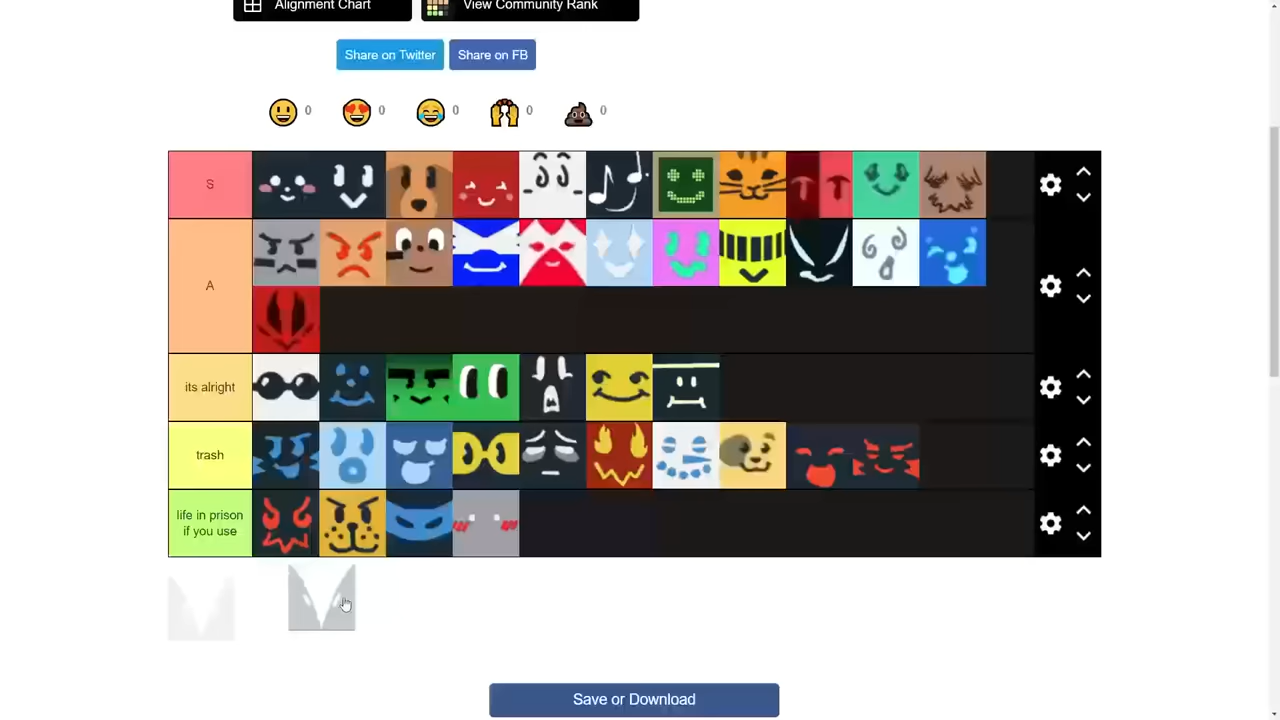 Alignment Chart
View Community Rank
Share on Twitter
Share on FB
0
0
0
0
0
S
A
its alright
trash
life in prison
if you use
Save or Download